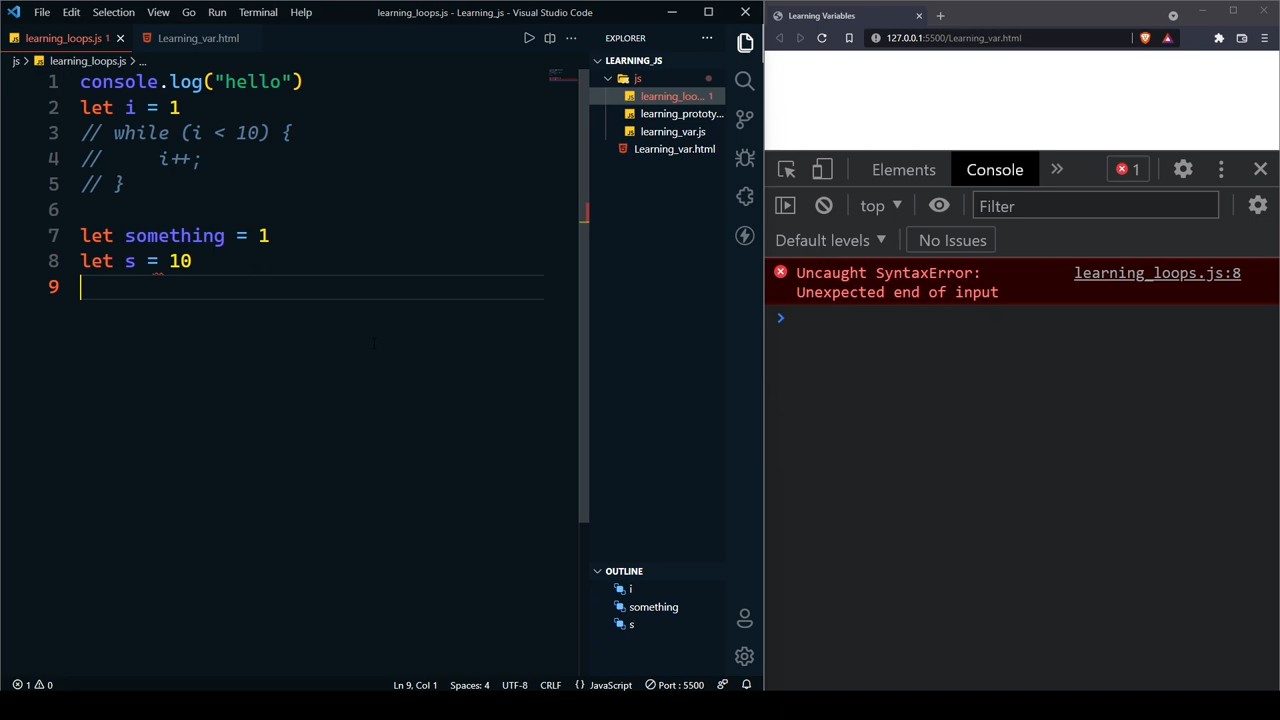 File Edit Selection View Go Run Terminal Help learning_loops.js - Learning_js - Visual Studio Code
learning_loops.js 1 Learning_var.html
js > learning_loops.js > ...
1 console.log("hello")
2 let i = 1
3 // while (i < 10) {
4 //     i++;
5 // }
6
7 let something = 1
8 let s = 10
9
EXPLORER
LEARNING_JS
js
learning_loo... 1
learning_prototy...
learning_var.js
Learning_var.html
OUTLINE
i
something
s
1 0 Ln 9, Col 1 Spaces: 4 UTF-8 CRLF {} JavaScript Port : 5500
Learning Variables
127.0.0.1:5500/Learning_var.html
Elements Console 1
top Filter
Default levels No Issues
Uncaught SyntaxError: learning_loops.js:8
Unexpected end of input